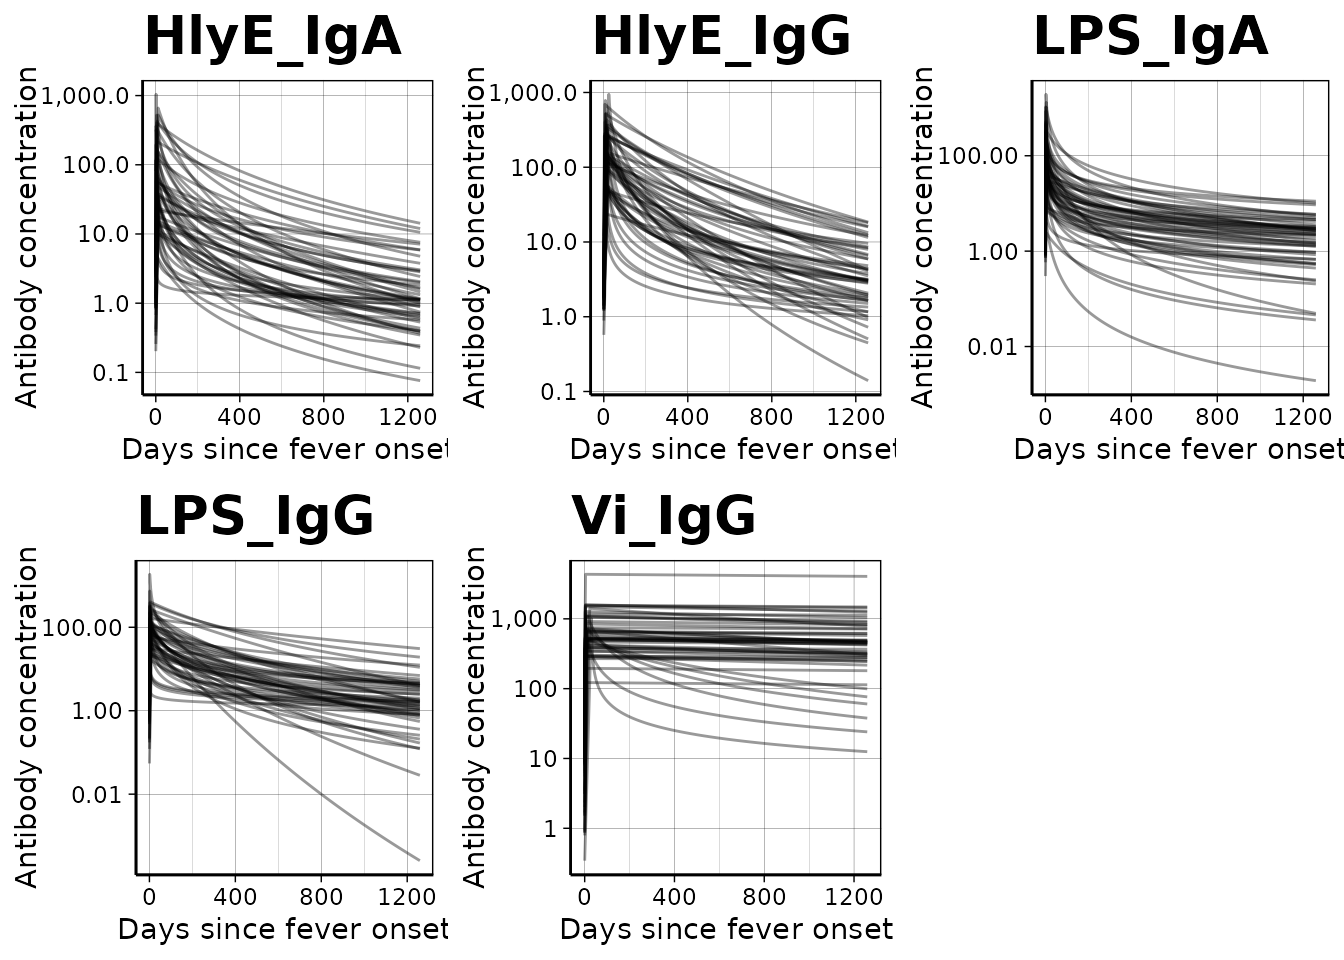 HlyE_IgA
Antibody concentration
1,000.0
100.0
10.0
1.0
0.1
0 400 800 1200
Days since fever onset
HlyE_IgG
Antibody concentration
1,000.0
100.0
10.0
1.0
0.1
0 400 800 1200
Days since fever onset
LPS_IgA
Antibody concentration
100.00
1.00
0.01
0 400 800 1200
Days since fever onset
LPS_IgG
Antibody concentration
100.00
1.00
0.01
0 400 800 1200
Days since fever onset
Vi_IgG
Antibody concentration
1,000
100
10
1
0 400 800 1200
Days since fever onset